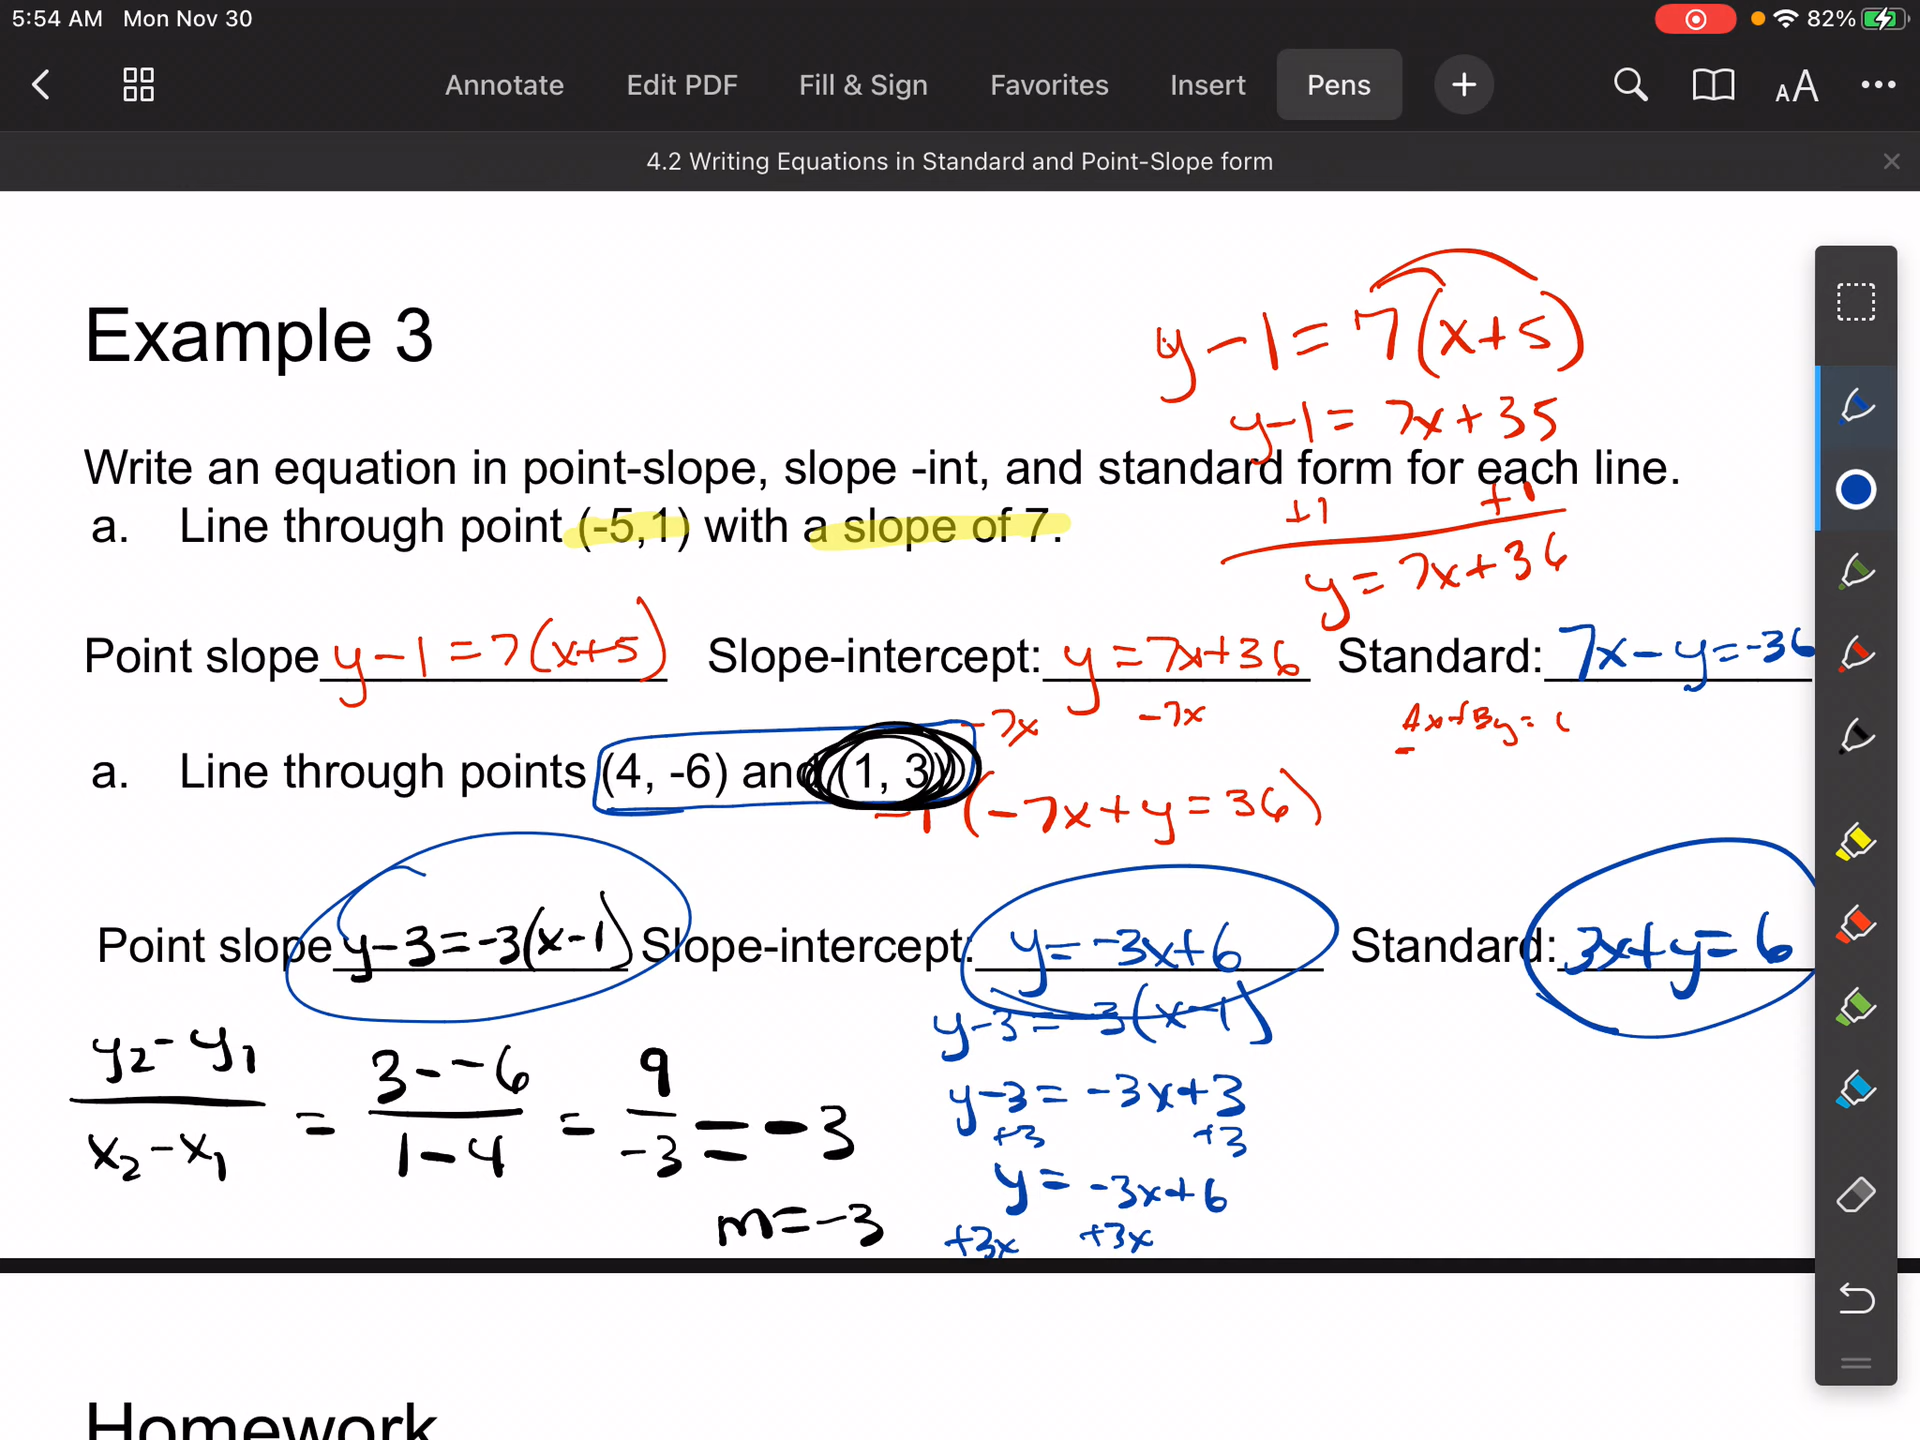 5:54 AM Mon Nov 30 82%
Annotate Edit PDF Fill & Sign Favorites Insert Pens + AA
4.2 Writing Equations in Standard and Point-Slope form
Example 3
y-1=7(x+5)
y-1=7x+35
Write an equation in point-slope, slope -int, and standard form for each line.
+1 +1
a. Line through point (-5,1) with a slope of 7.
y=7x+36
Point slope y-1=7(x+5) Slope-intercept: y=7x+36 Standard: 7x-y=-36
-7x -7x
a. Line through points (4, -6) and (1, 3)
-1(-7x+y=36)
Point slope y-3=-3(x-1) Slope-intercept: y=-3x+6 Standard: 3x+y=6
y-3=-3(x-1)
y2-y1 / x2-x1 = 3--6 / 1-4 = 9 / -3 = -3
m=-3
y-3=-3x+3
+3 +3
y=-3x+6
+3x +3x
Homework